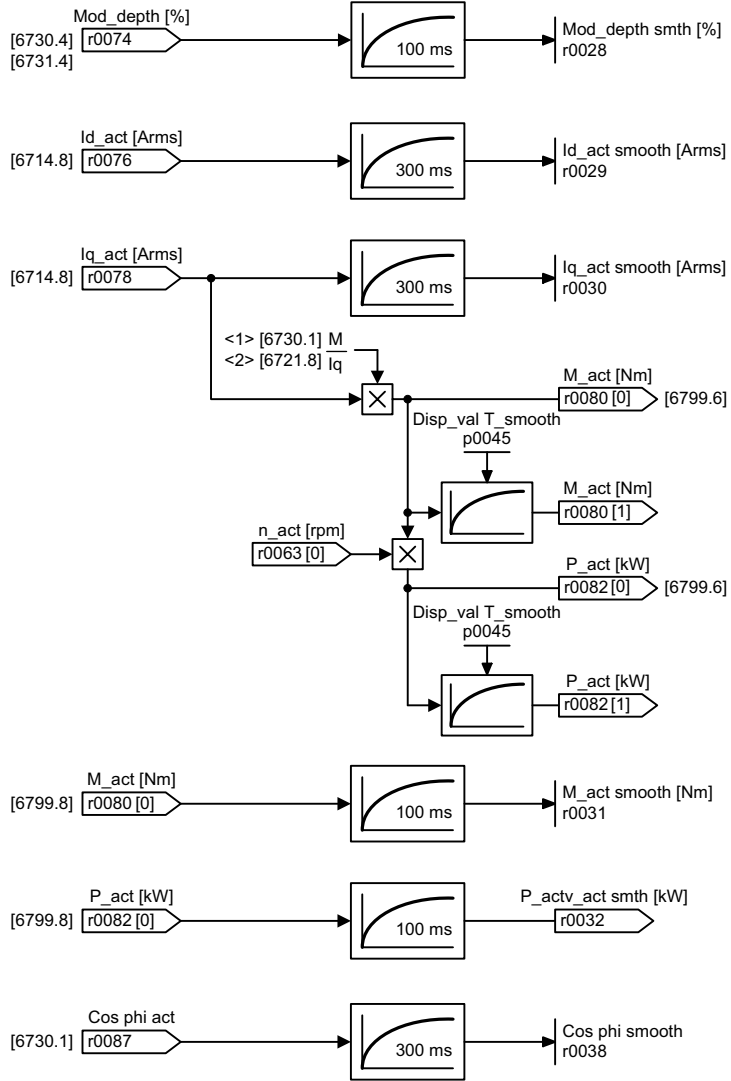 Mod_depth [%]
[6730.4] r0074
[6731.4]
100 ms
Mod_depth smth [%]
r0028
Id_act [Arms]
[6714.8] r0076
300 ms
Id_act smooth [Arms]
r0029
Iq_act [Arms]
[6714.8] r0078
300 ms
Iq_act smooth [Arms]
r0030
<1> [6730.1] M
<2> [6721.8] Iq
M_act [Nm]
r0080 [0] [6799.6]
Disp_val T_smooth
p0045
M_act [Nm]
r0080 [1]
n_act [rpm]
r0063 [0]
P_act [kW]
r0082 [0] [6799.6]
Disp_val T_smooth
p0045
P_act [kW]
r0082 [1]
M_act [Nm]
[6799.8] r0080 [0]
100 ms
M_act smooth [Nm]
r0031
P_act [kW]
[6799.8] r0082 [0]
100 ms
P_actv_act smth [kW]
r0032
Cos phi act
[6730.1] r0087
300 ms
Cos phi smooth
r0038